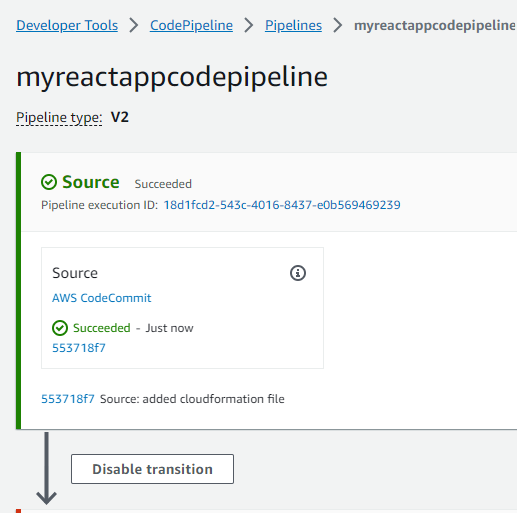 Developer Tools > CodePipeline > Pipelines > myreactappcodepipeline
myreactappcodepipeline
Pipeline type: V2
Source Succeeded
Pipeline execution ID: 18d1fcd2-543c-4016-8437-e0b569469239
Source
AWS CodeCommit
Succeeded - Just now
553718f7
553718f7 Source: added cloudformation file
Disable transition